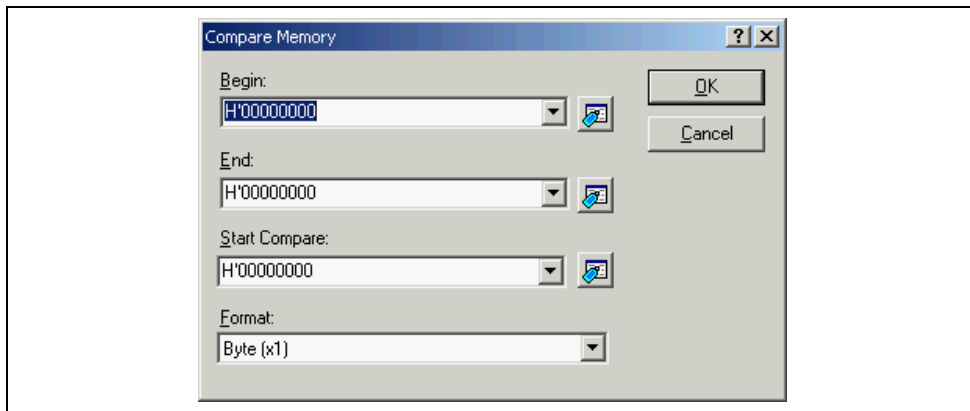 Compare Memory
Begin:
H'00000000
OK
Cancel
End:
H'00000000
Start Compare:
H'00000000
Format:
Byte (x1)